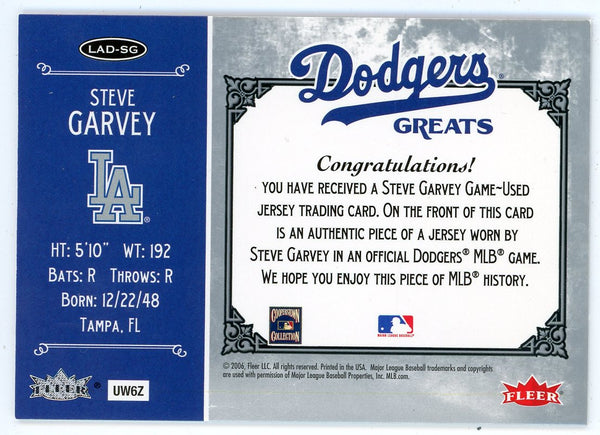 LAD-SG
STEVE
GARVEY
LA®
HT: 5'10" WT: 192
BATS: R THROWS: R
BORN: 12/22/48
TAMPA, FL
FLEER®
UW6Z
Dodgers®
GREATS
Congratulations!
YOU HAVE RECEIVED A STEVE GARVEY GAME-USED
JERSEY TRADING CARD. ON THE FRONT OF THIS CARD
IS AN AUTHENTIC PIECE OF A JERSEY WORN BY
STEVE GARVEY IN AN OFFICIAL DODGERS® MLB® GAME.
WE HOPE YOU ENJOY THIS PIECE OF MLB® HISTORY.
COOPERSTOWN
COLLECTION
MAJOR LEAGUE BASEBALL
© 2006, Fleer LLC. All rights reserved. Printed in the USA. Major League Baseball trademarks and copyrights
are used with permission of Major League Baseball Properties, Inc. MLB.com.
FLEER